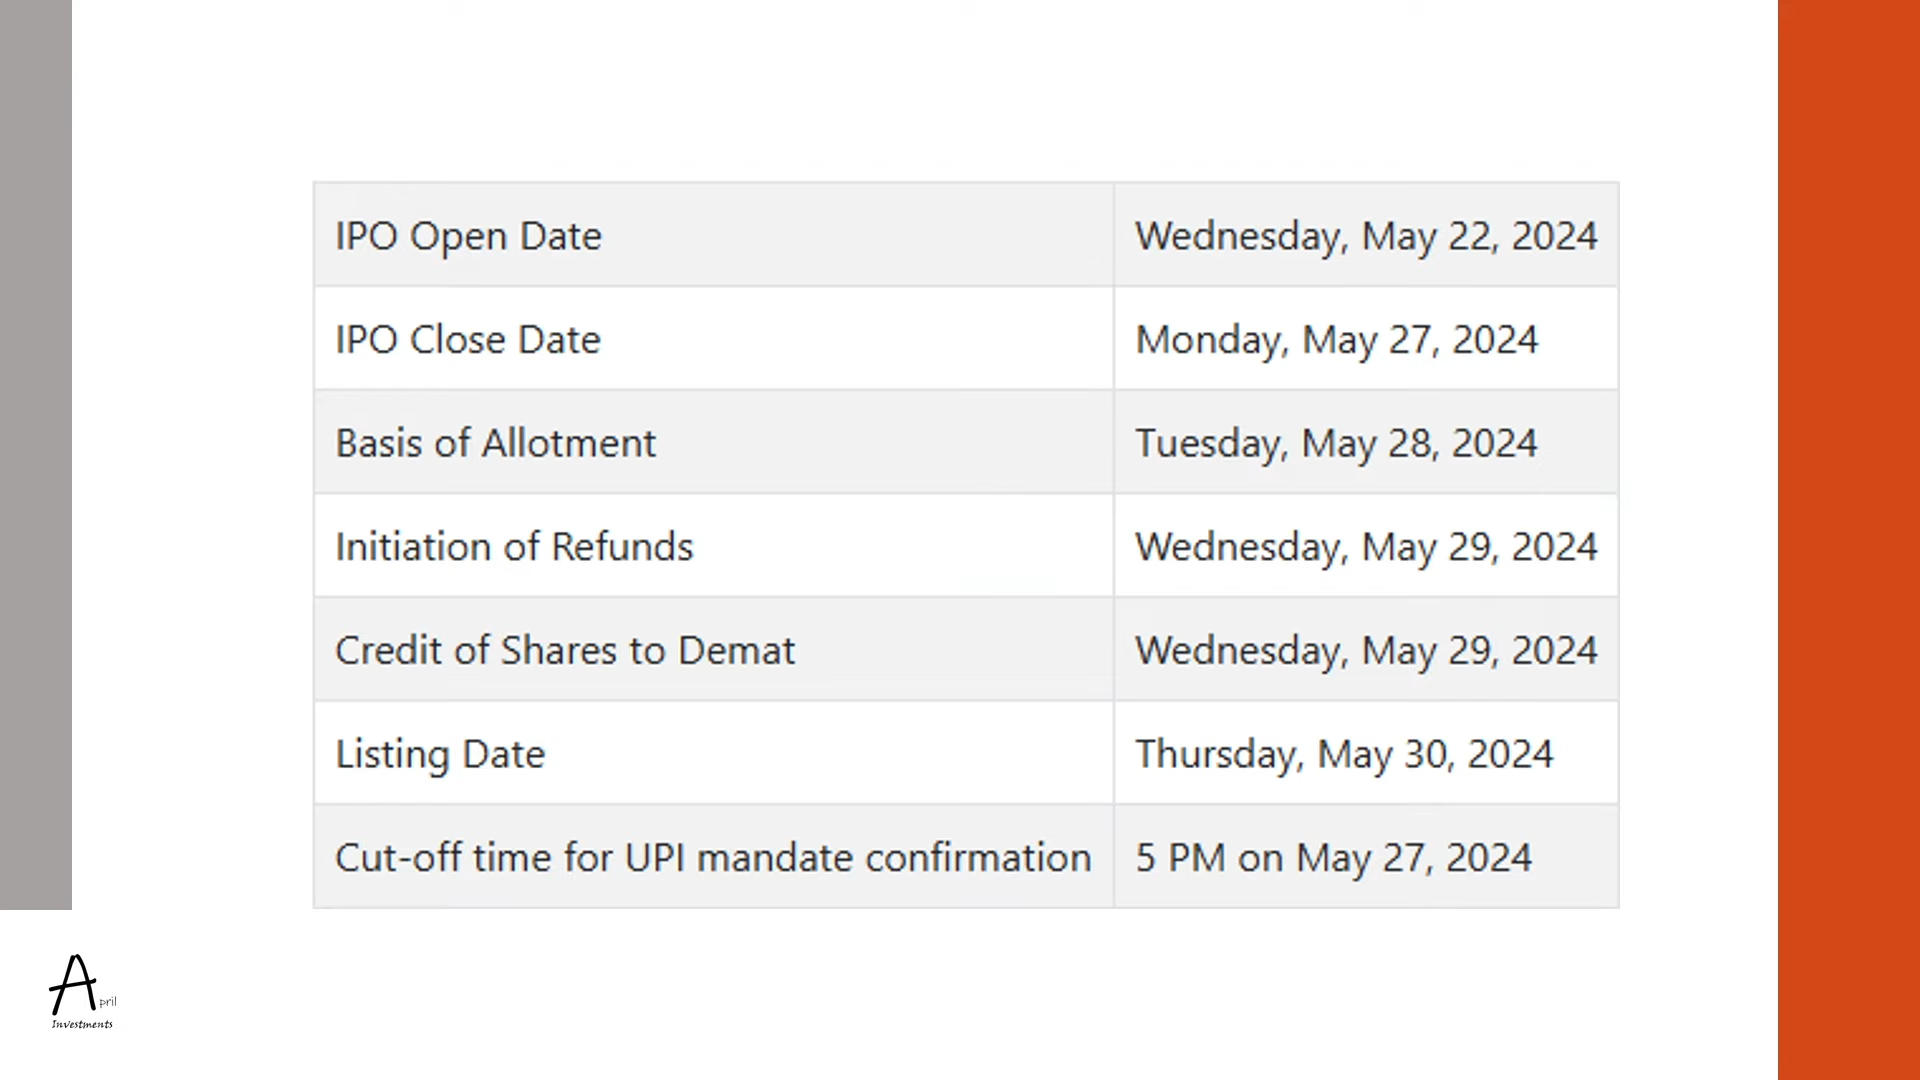 IPO Open Date Wednesday, May 22, 2024
IPO Close Date Monday, May 27, 2024
Basis of Allotment Tuesday, May 28, 2024
Initiation of Refunds Wednesday, May 29, 2024
Credit of Shares to Demat Wednesday, May 29, 2024
Listing Date Thursday, May 30, 2024
Cut-off time for UPI mandate confirmation 5 PM on May 27, 2024
April
Investments